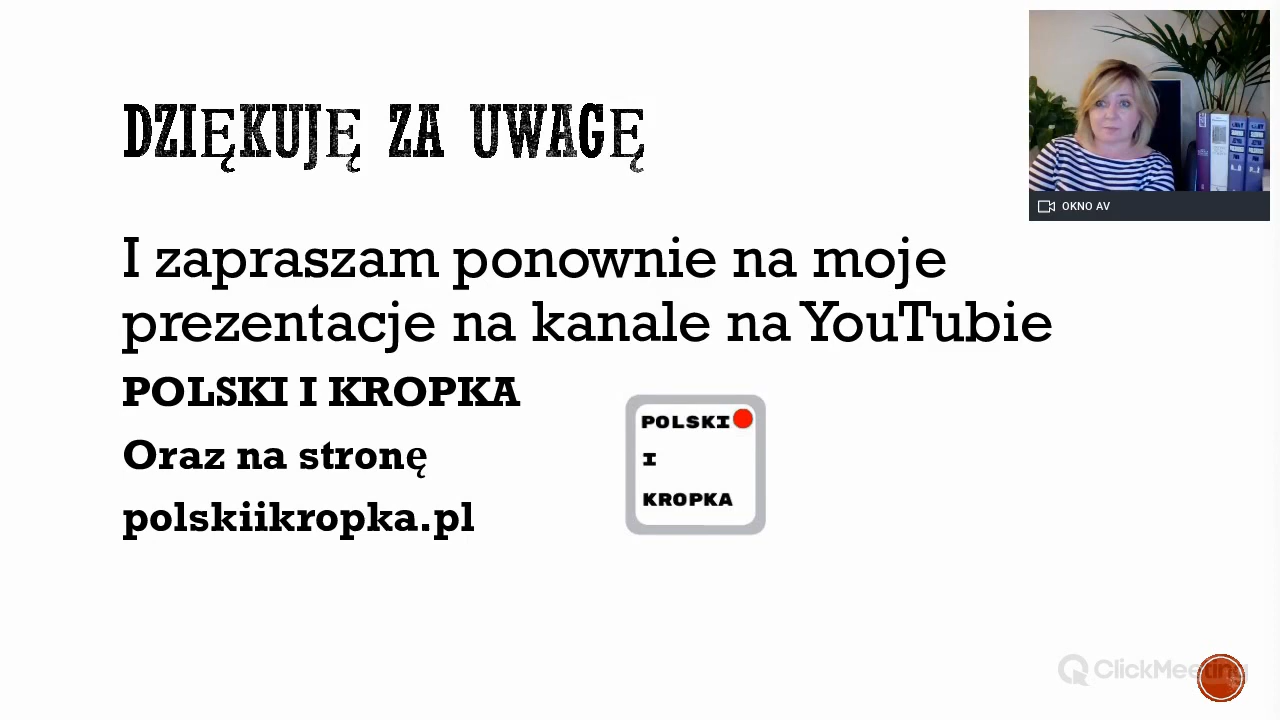 DZIĘKUJĘ ZA UWAGĘ
I zapraszam ponownie na moje
prezentacje na kanale na YouTubie
POLSKI I KROPKA
Oraz na stronę
polskiikropka.pl
POLSKI
I
KROPKA
OKNO AV
ClickMeeting